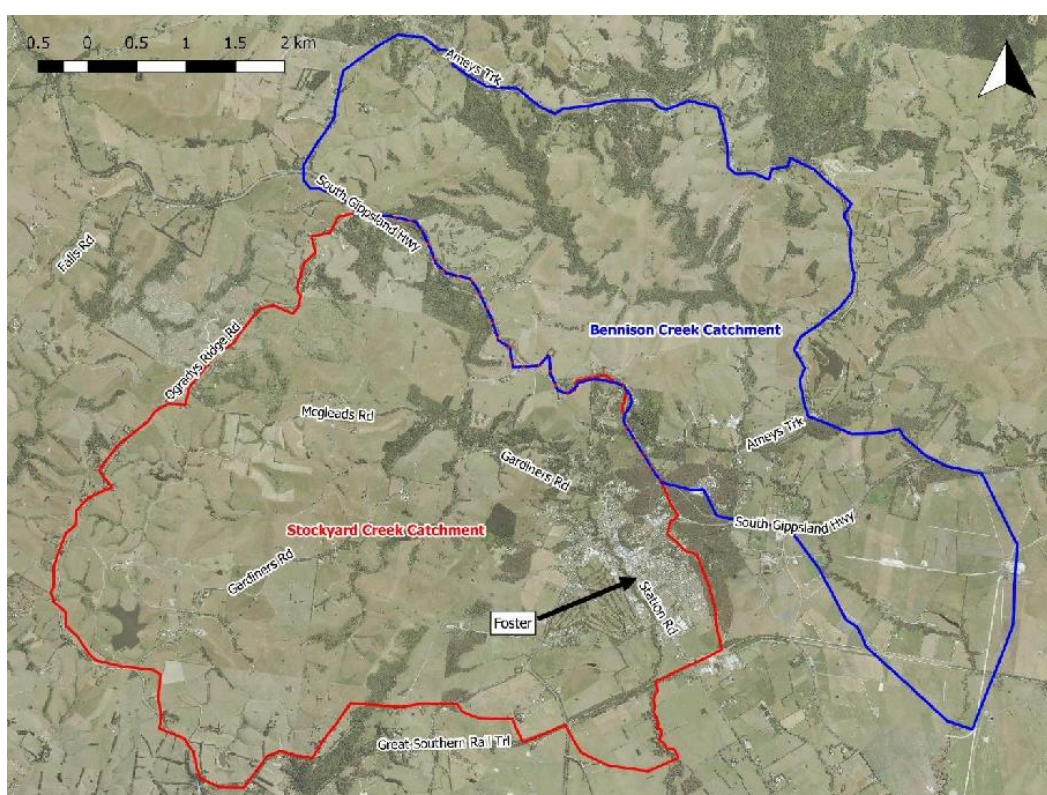 0.5 0 0.5 1 1.5 2 km
Ameys Trk
South Gippsland Hwy
Falls Rd
Bennison Creek Catchment
Ogradys Ridge Rd
Mcgleads Rd
Ameys Trk
Gardiners Rd
South Gippsland Hwy
Stockyard Creek Catchment
Gardiners Rd
Station Rd
Foster
Great Southern Rail Trl